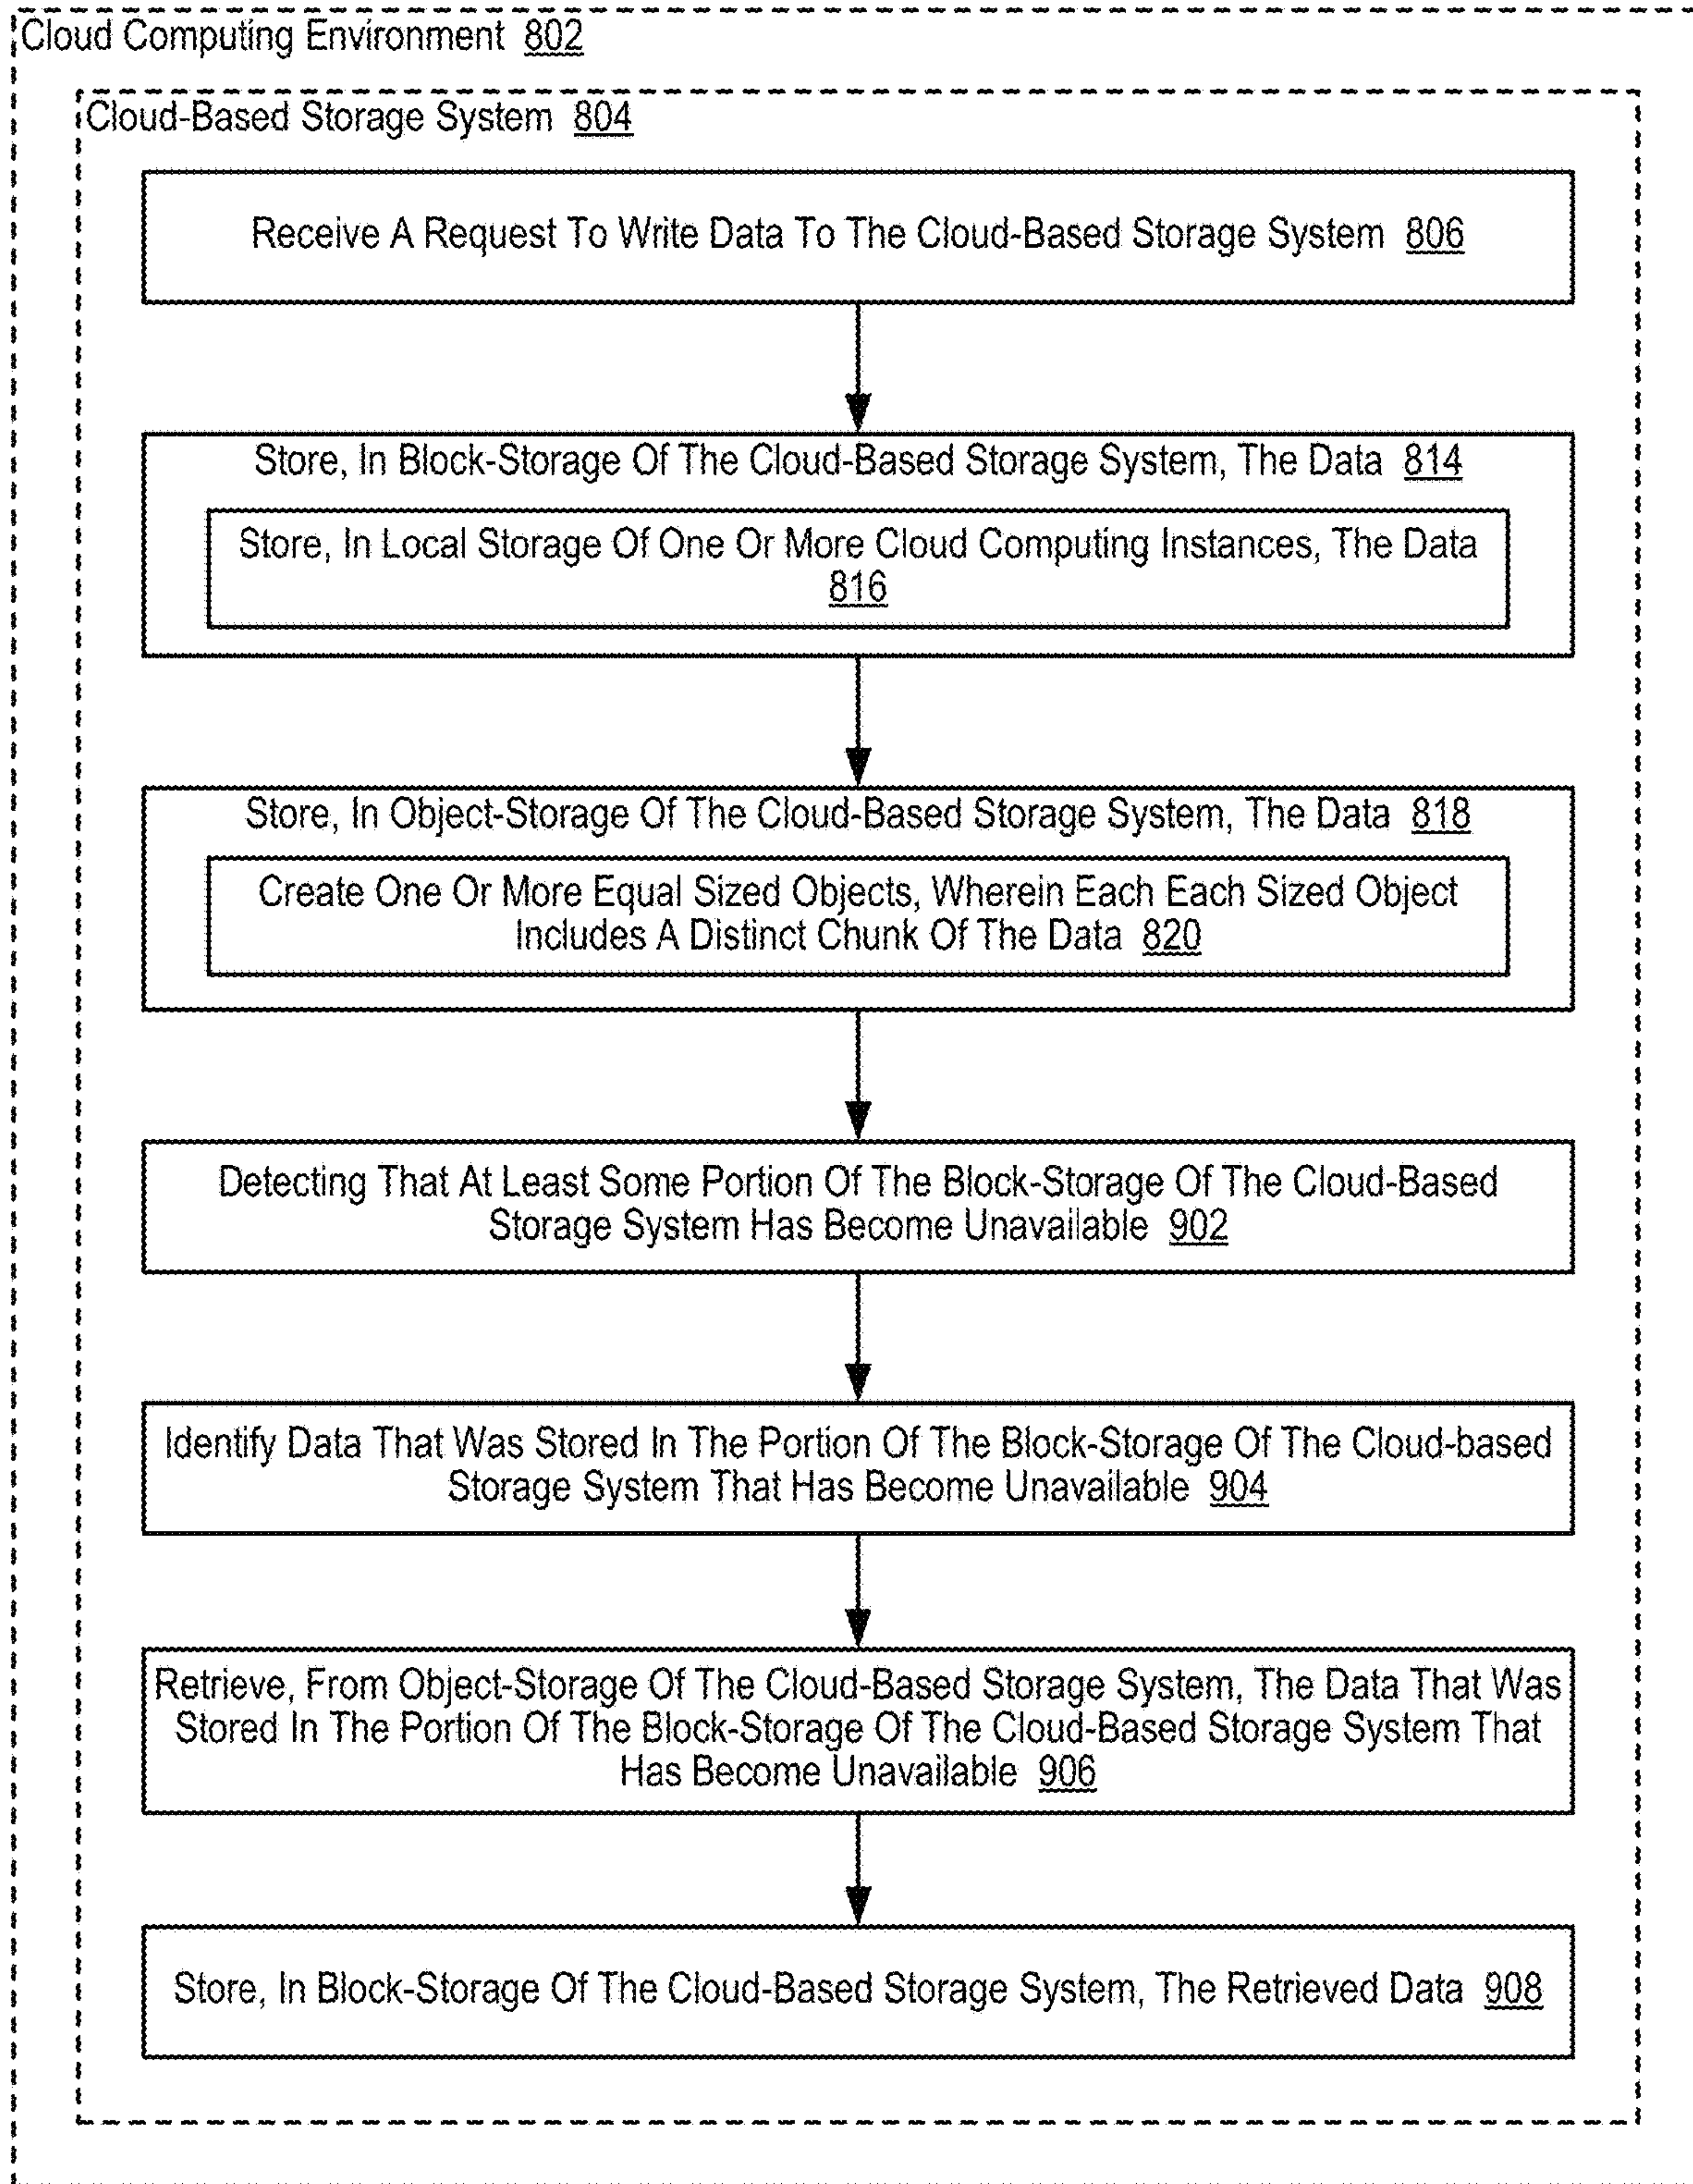 Cloud Computing Environment 802
Cloud-Based Storage System 804
Receive A Request To Write Data To The Cloud-Based Storage System 806
Store, In Block-Storage Of The Cloud-Based Storage System, The Data 814
Store, In Local Storage Of One Or More Cloud Computing Instances, The Data
816
Store, In Object-Storage Of The Cloud-Based Storage System, The Data 818
Create One Or More Equal Sized Objects, Wherein Each Each Sized Object
Includes A Distinct Chunk Of The Data 820
Detecting That At Least Some Portion Of The Block-Storage Of The Cloud-Based
Storage System Has Become Unavailable 902
Identify Data That Was Stored In The Portion Of The Block-Storage Of The Cloud-based
Storage System That Has Become Unavailable 904
Retrieve, From Object-Storage Of The Cloud-Based Storage System, The Data That Was
Stored In The Portion Of The Block-Storage Of The Cloud-Based Storage System That
Has Become Unavailable 906
Store, In Block-Storage Of The Cloud-Based Storage System, The Retrieved Data 908